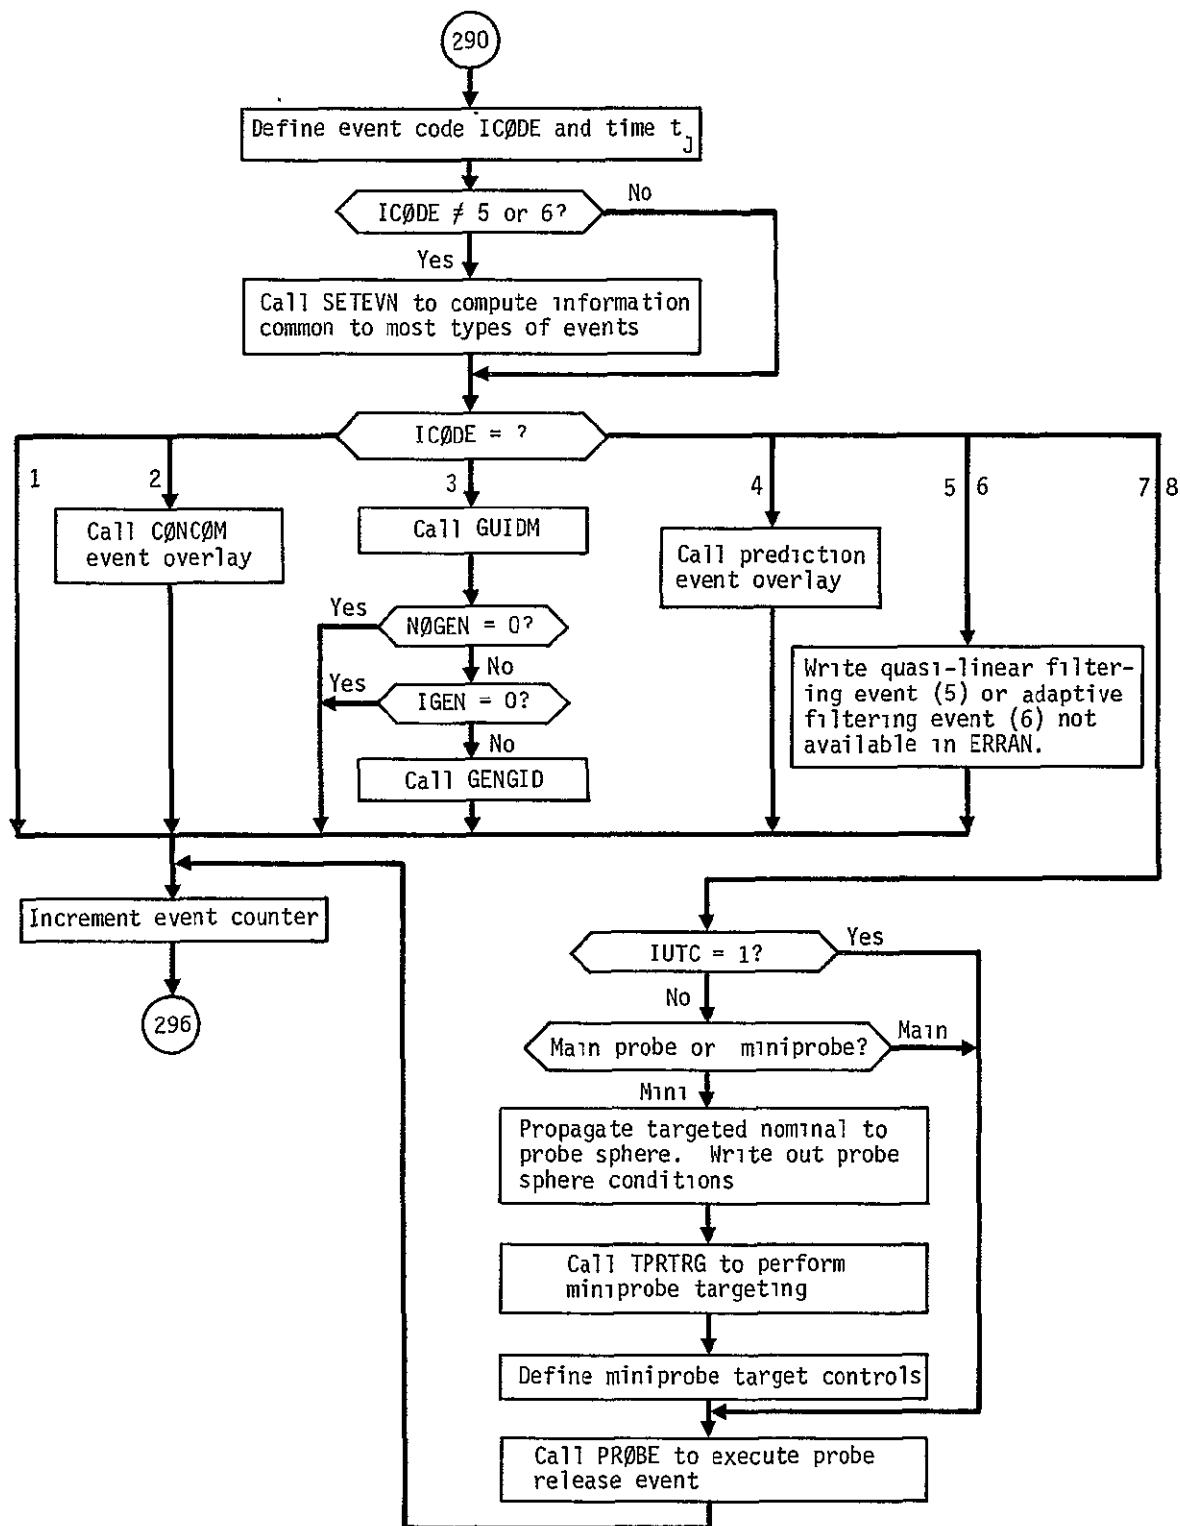 290
Define event code ICØDE and time tJ
ICØDE ≠ 5 or 6?
No
Yes
Call SETEVN to compute information
common to most types of events
ICØDE = ?
1
2
3
4
5
6
7
8
Call CØNCØM
event overlay
Call GUIDM
Call prediction
event overlay
Yes
NØGEN = 0?
No
Yes
IGEN = 0?
No
Call GENGID
Write quasi-linear filter-
ing event (5) or adaptive
filtering event (6) not
available in ERRAN.
Increment event counter
296
IUTC = 1?
Yes
No
Main probe or miniprobe?
Main
Mini
Propagate targeted nominal to
probe sphere. Write out probe
sphere conditions
Call TPRTRG to perform
miniprobe targeting
Define miniprobe target controls
Call PRØBE to execute probe
release event